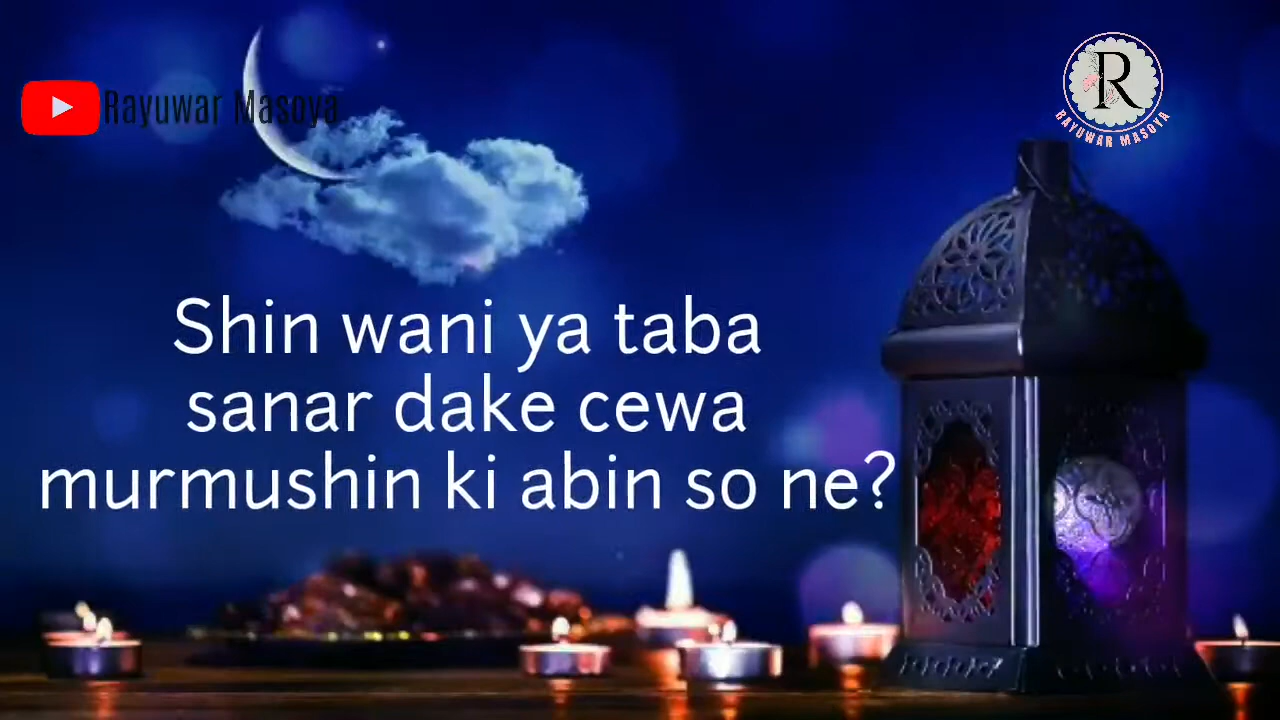 Rayuwar Masoya
R
RAYUWAR MASOYA
Shin wani ya taba
sanar dake cewa
murmushin ki abin so ne?